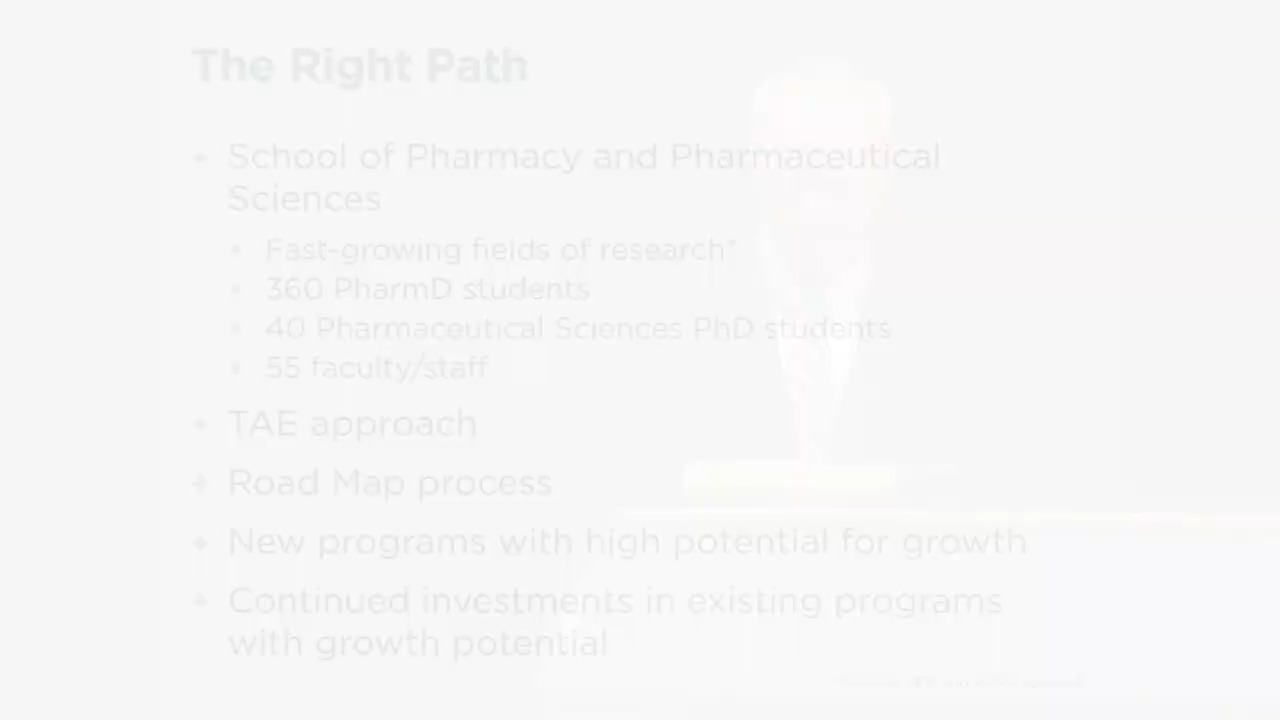 The Right Path
• School of Pharmacy and Pharmaceutical
Sciences
• Fast-growing fields of research*
• 360 PharmD students
• 40 Pharmaceutical Sciences PhD students
• 55 faculty/staff
• TAE approach
• Road Map process
• New programs with high potential for growth
• Continued investments in existing programs
with growth potential